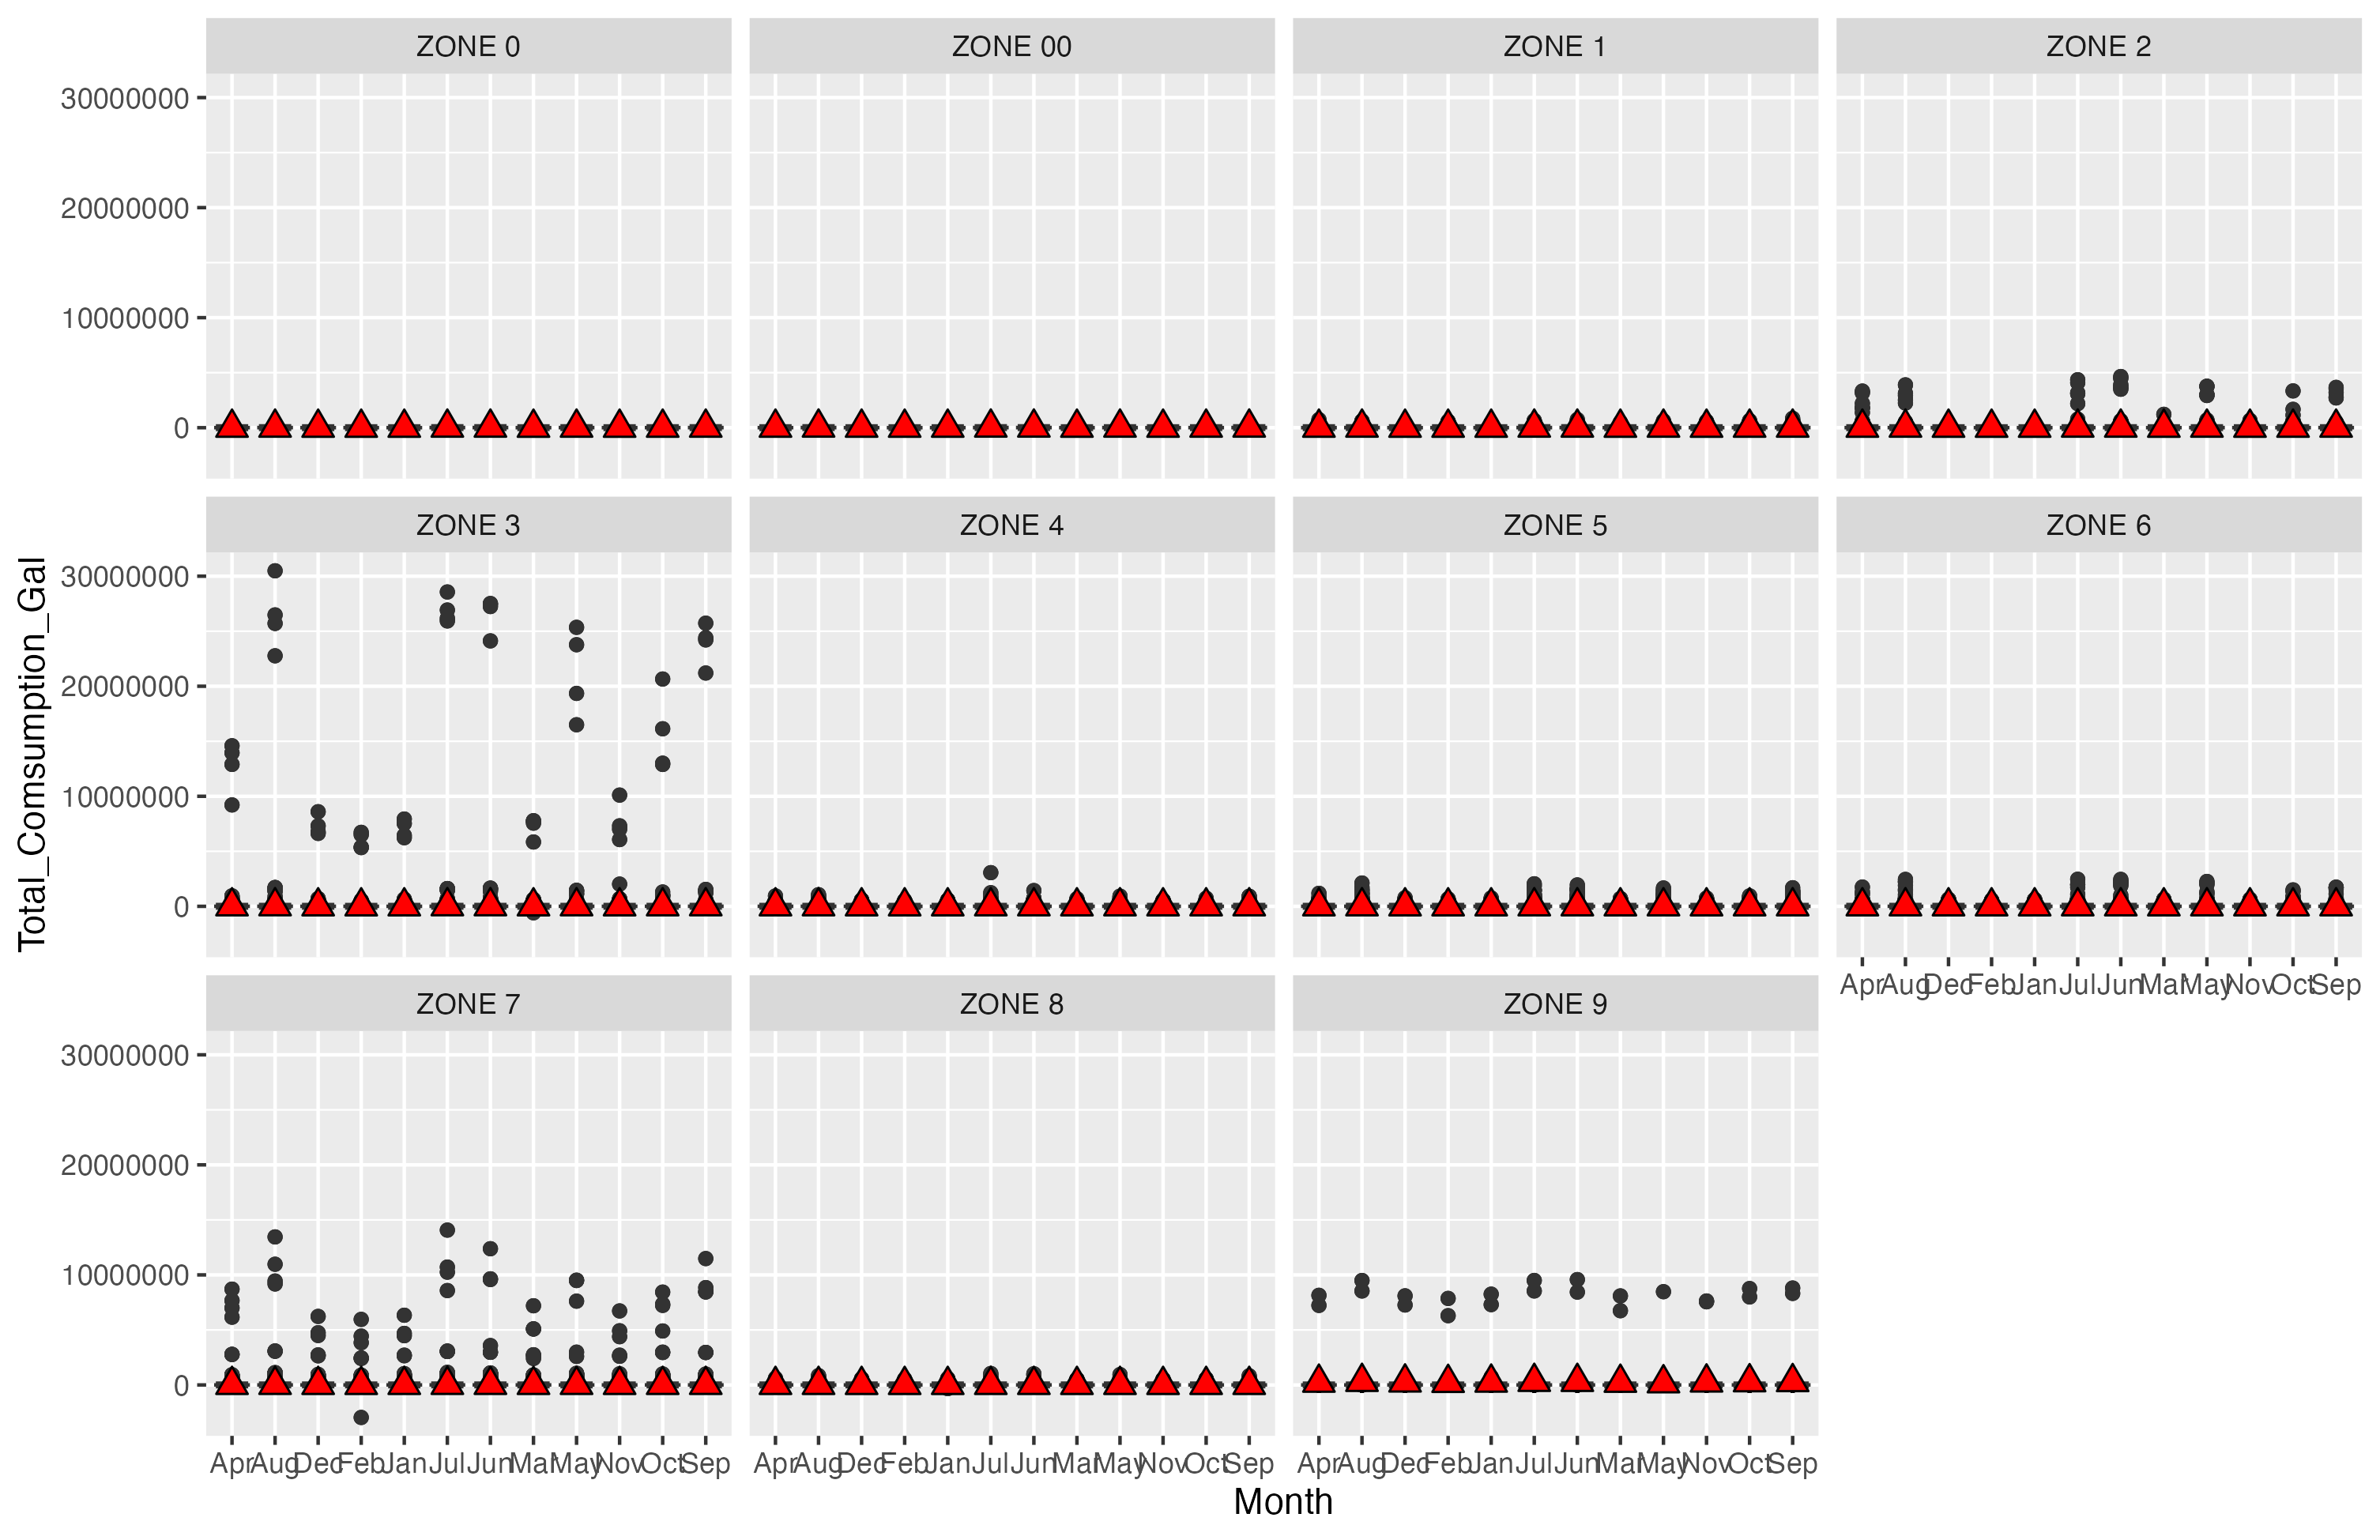 ZONE 0 ZONE 00 ZONE 1 ZONE 2
30000000
20000000
10000000
0
ZONE 3 ZONE 4 ZONE 5 ZONE 6
30000000
20000000
10000000
0
Apr Aug Dec Feb Jan Jul Jun Mar May Nov Oct Sep
ZONE 7 ZONE 8 ZONE 9
30000000
20000000
10000000
0
Apr Aug Dec Feb Jan Jul Jun Mar May Nov Oct Sep Apr Aug Dec Feb Jan Jul Jun Mar May Nov Oct Sep Apr Aug Dec Feb Jan Jul Jun Mar May Nov Oct Sep
Month
Total_Comsumption_Gal